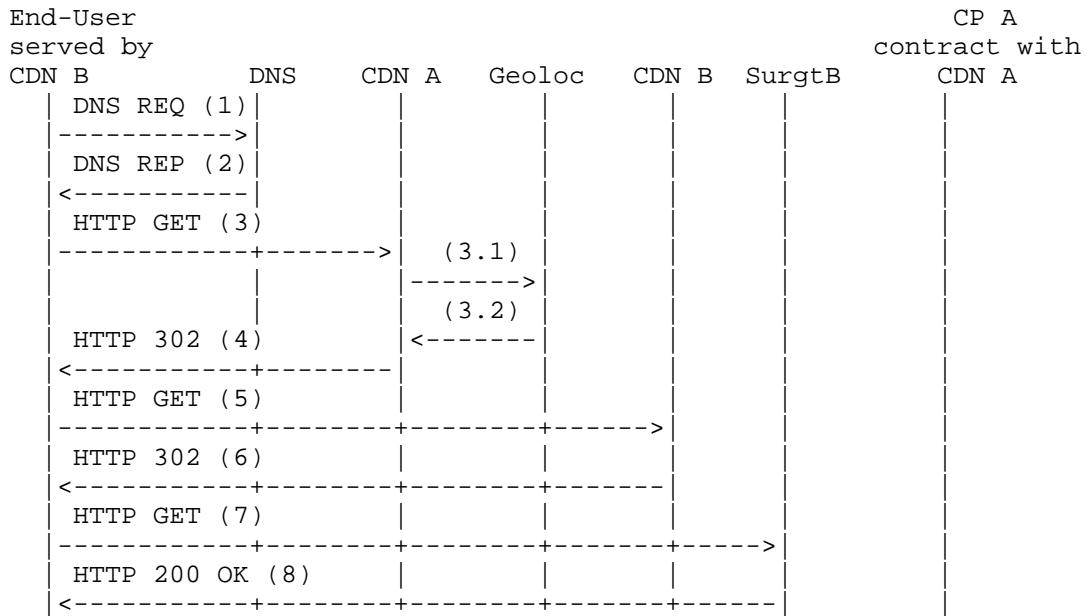 End-User CP A
served by contract with
CDN B DNS CDN A Geoloc CDN B SurgtB CDN A
DNS REQ (1)
DNS REP (2)
HTTP GET (3)
(3.1)
(3.2)
HTTP 302 (4)
HTTP GET (5)
HTTP 302 (6)
HTTP GET (7)
HTTP 200 OK (8)